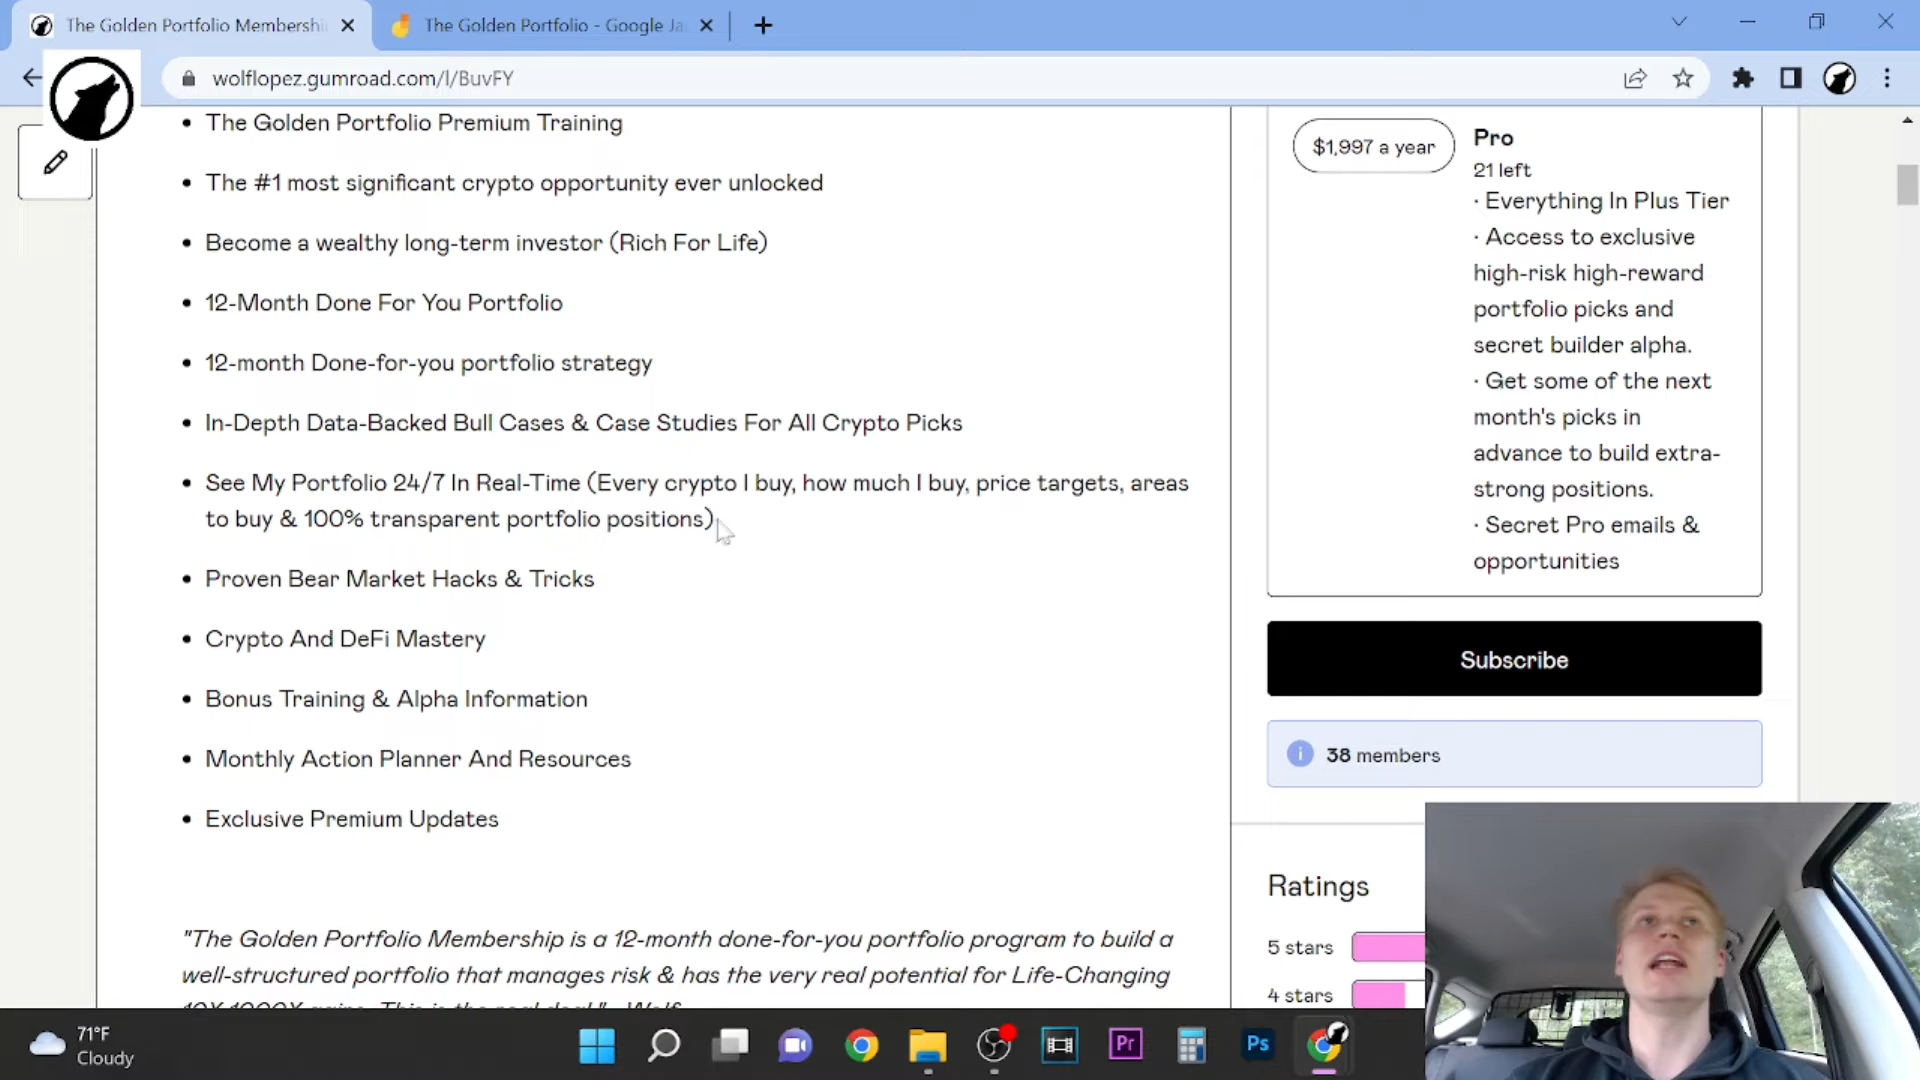 The Golden Portfolio Membershi
The Golden Portfolio - Google Ja
wolflopez.gumroad.com/l/BuvFY
• The Golden Portfolio Premium Training
• The #1 most significant crypto opportunity ever unlocked
• Become a wealthy long-term investor (Rich For Life)
• 12-Month Done For You Portfolio
• 12-month Done-for-you portfolio strategy
• In-Depth Data-Backed Bull Cases & Case Studies For All Crypto Picks
• See My Portfolio 24/7 In Real-Time (Every crypto I buy, how much I buy, price targets, areas
to buy & 100% transparent portfolio positions)
• Proven Bear Market Hacks & Tricks
• Crypto And DeFi Mastery
• Bonus Training & Alpha Information
• Monthly Action Planner And Resources
• Exclusive Premium Updates
"The Golden Portfolio Membership is a 12-month done-for-you portfolio program to build a
well-structured portfolio that manages risk & has the very real potential for Life-Changing
$1,997 a year
Pro
21 left
· Everything In Plus Tier
· Access to exclusive
high-risk high-reward
portfolio picks and
secret builder alpha.
· Get some of the next
month's picks in
advance to build extra-
strong positions.
· Secret Pro emails &
opportunities
Subscribe
38 members
Ratings
5 stars
4 stars
71°F
Cloudy
Pr
Ps